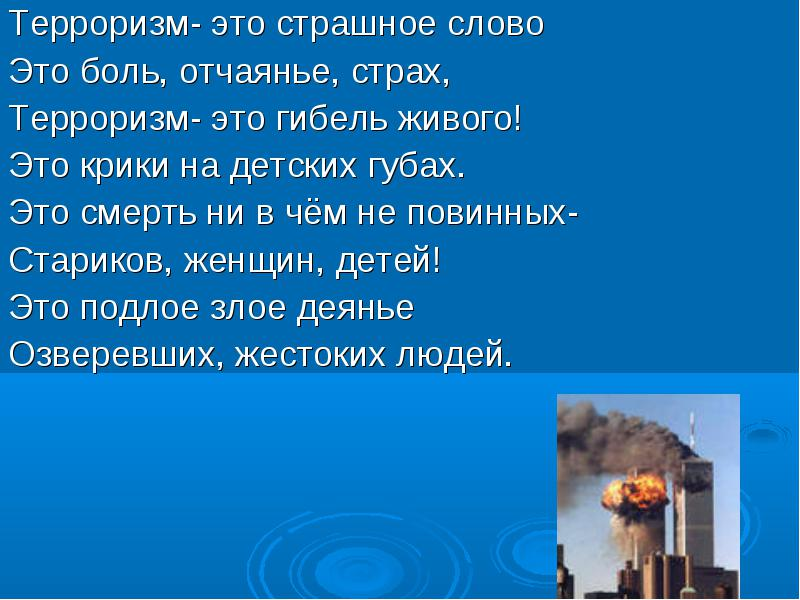 Терроризм- это страшное слово
Это боль, отчаянье, страх,
Терроризм- это гибель живого!
Это крики на детских губах.
Это смерть ни в чём не повинных-
Стариков, женщин, детей!
Это подлое злое деянье
Озверевших, жестоких людей.